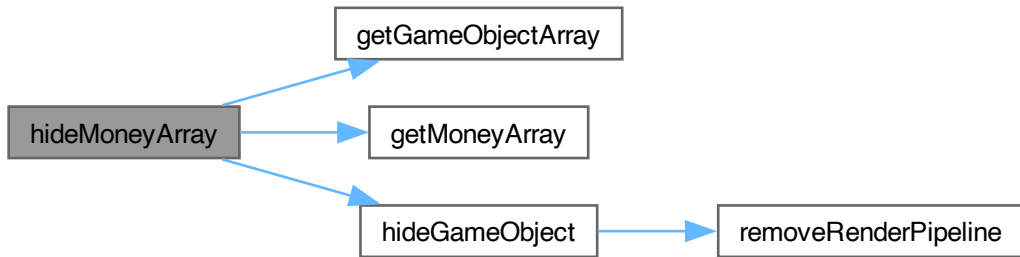 getGameObjectArray
hideMoneyArray
getMoneyArray
hideGameObject
removeRenderPipeline